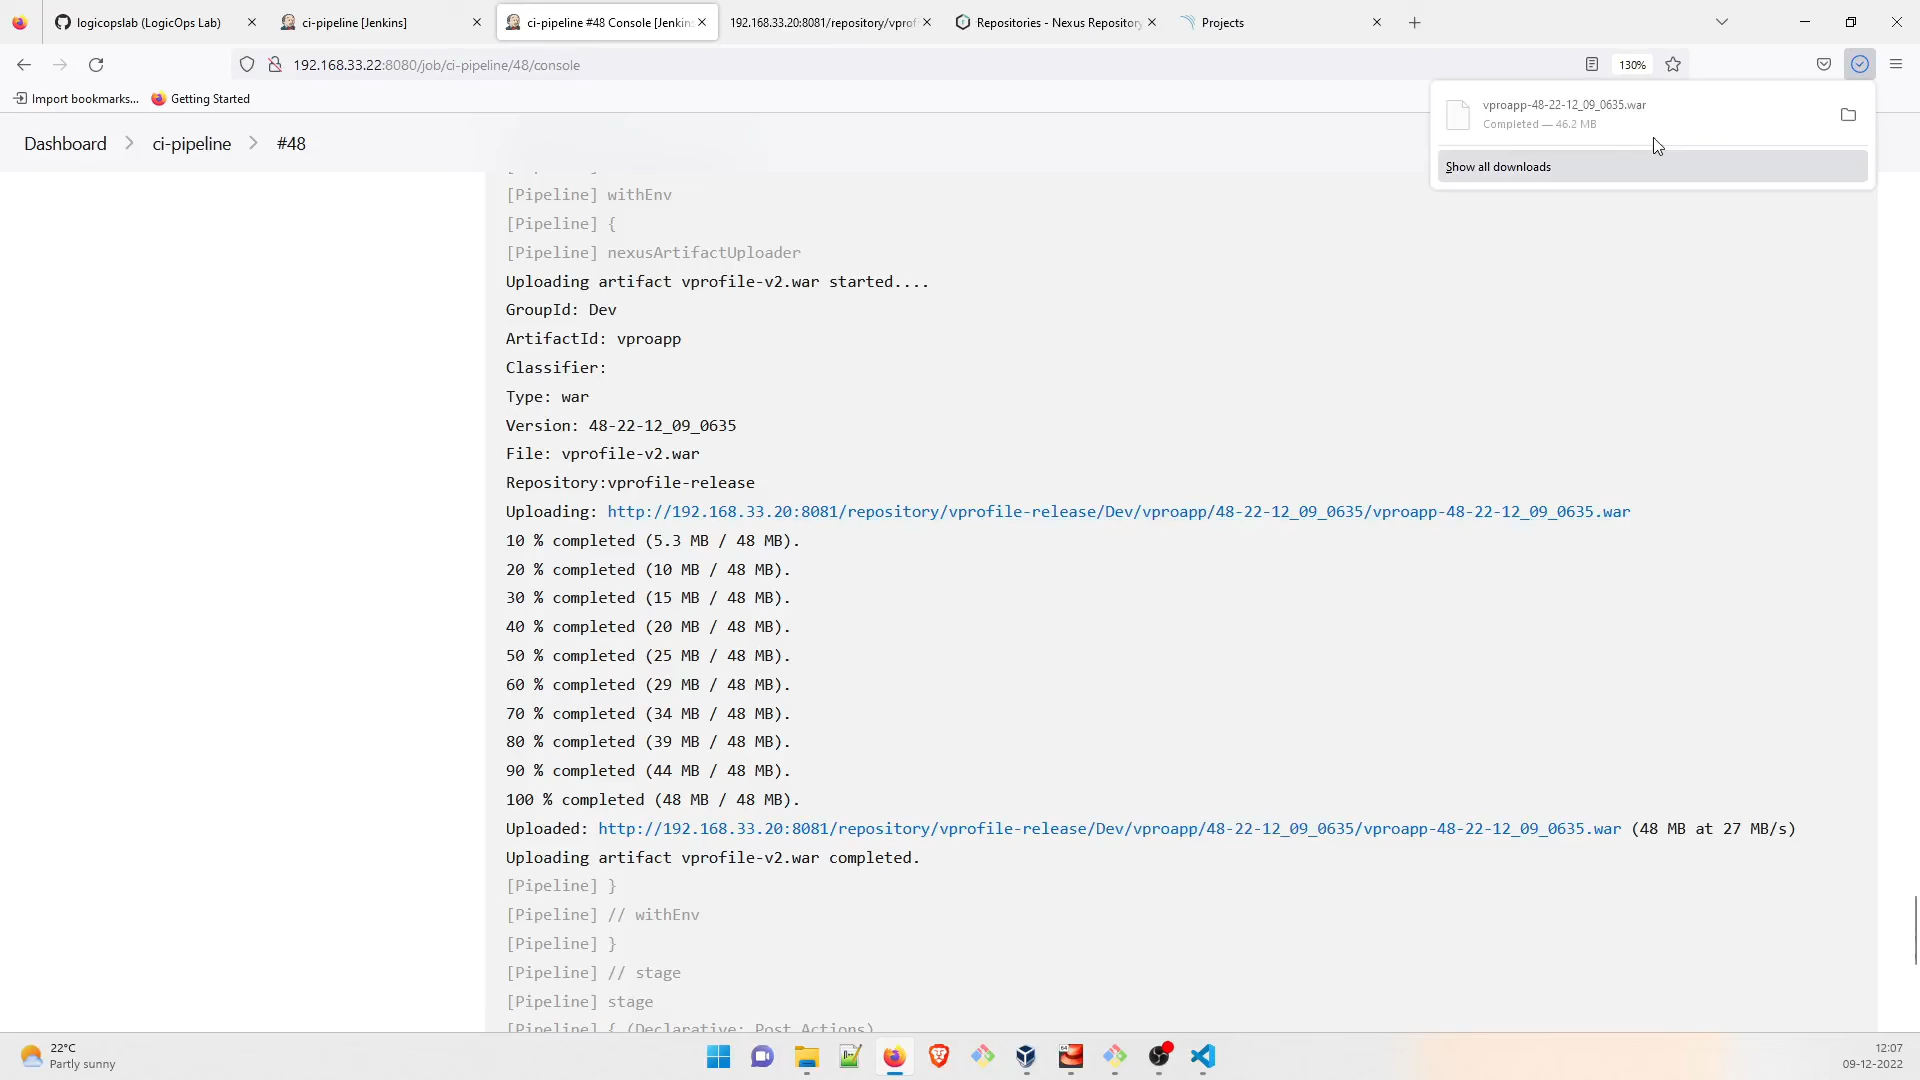 logicopslab (LogicOps Lab)
ci-pipeline [Jenkins]
ci-pipeline #48 Console [Jenkin
192.168.33.20:8081/repository/vprof
Repositories - Nexus Repository
Projects
192.168.33.22:8080/job/ci-pipeline/48/console
130%
Import bookmarks...
Getting Started
vproapp-48-22-12_09_0635.war
Completed — 46.2 MB
Show all downloads
Dashboard
ci-pipeline
#48
[Pipeline] withEnv
[Pipeline] {
[Pipeline] nexusArtifactUploader
Uploading artifact vprofile-v2.war started....
GroupId: Dev
ArtifactId: vproapp
Classifier:
Type: war
Version: 48-22-12_09_0635
File: vprofile-v2.war
Repository:vprofile-release
Uploading: http://192.168.33.20:8081/repository/vprofile-release/Dev/vproapp/48-22-12_09_0635/vproapp-48-22-12_09_0635.war
10 % completed (5.3 MB / 48 MB).
20 % completed (10 MB / 48 MB).
30 % completed (15 MB / 48 MB).
40 % completed (20 MB / 48 MB).
50 % completed (25 MB / 48 MB).
60 % completed (29 MB / 48 MB).
70 % completed (34 MB / 48 MB).
80 % completed (39 MB / 48 MB).
90 % completed (44 MB / 48 MB).
100 % completed (48 MB / 48 MB).
Uploaded: http://192.168.33.20:8081/repository/vprofile-release/Dev/vproapp/48-22-12_09_0635/vproapp-48-22-12_09_0635.war (48 MB at 27 MB/s)
Uploading artifact vprofile-v2.war completed.
[Pipeline] }
[Pipeline] // withEnv
[Pipeline] }
[Pipeline] // stage
[Pipeline] stage
[Pipeline] { (Declarative: Post Actions)
22°C
Partly sunny
12:07
09-12-2022